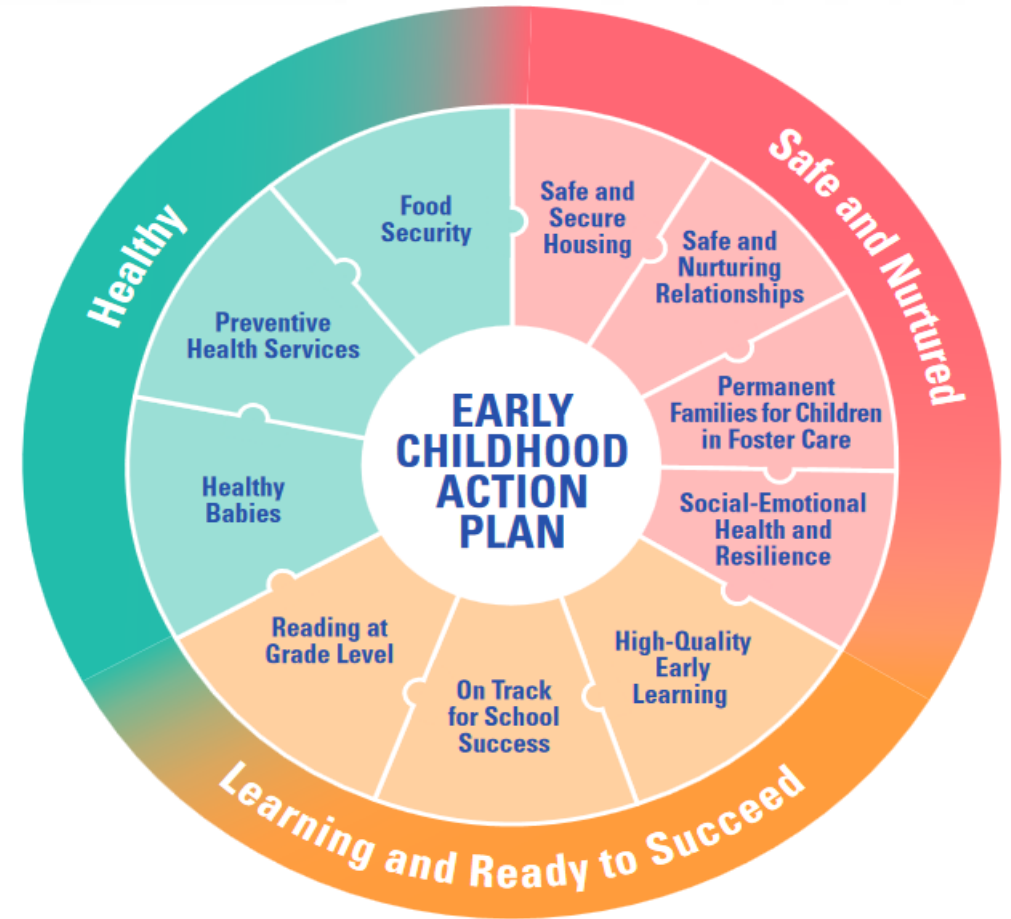 EARLY
CHILDHOOD
ACTION
PLAN
Healthy
Food
Security
Preventive
Health Services
Healthy
Babies
Safe and Nurtured
Safe and
Secure
Housing
Safe and
Nurturing
Relationships
Permanent
Families for Children
in Foster Care
Social-Emotional
Health and
Resilience
Learning and Ready to Succeed
High-Quality
Early
Learning
On Track
for School
Success
Reading at
Grade Level